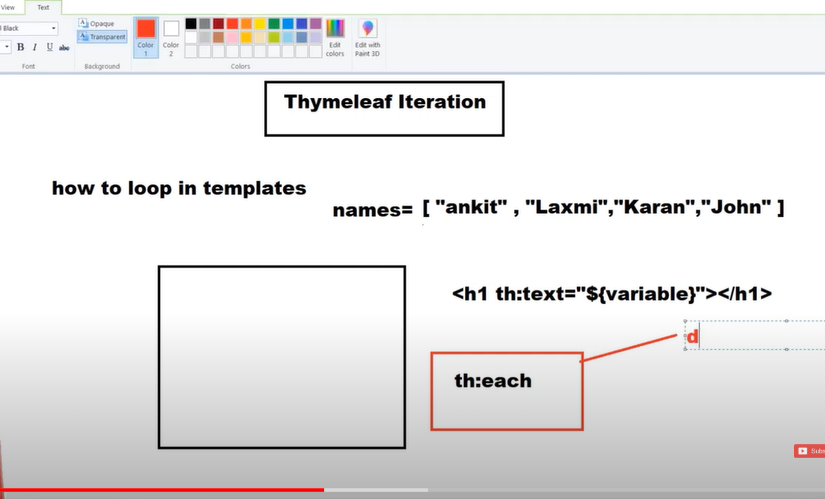 View Text
Black
Opaque
B I U abc
Transparent
Color 1
Color 2
Edit colors
Edit with Paint 3D
Font
Background
Colors
Thymeleaf Iteration
how to loop in templates
names= [ "ankit" , "Laxmi","Karan","John" ]
<h1 th:text="${variable}"></h1>
d
th:each
Subs